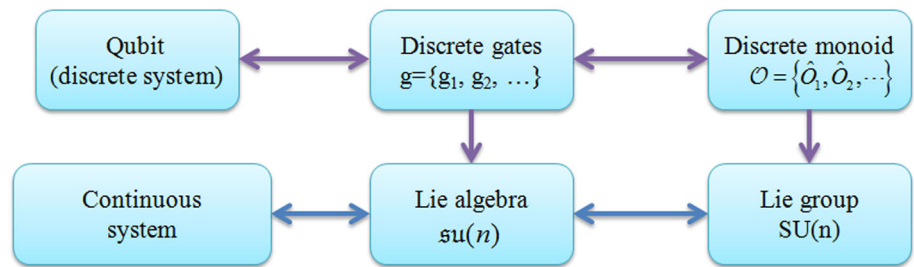 Qubit
(discrete system)
Discrete gates
g={g₁, g₂, …}
Discrete monoid
𝒪 = {Ô₁, Ô₂, ⋯}
Continuous
system
Lie algebra
𝔰𝔲(n)
Lie group
SU(n)